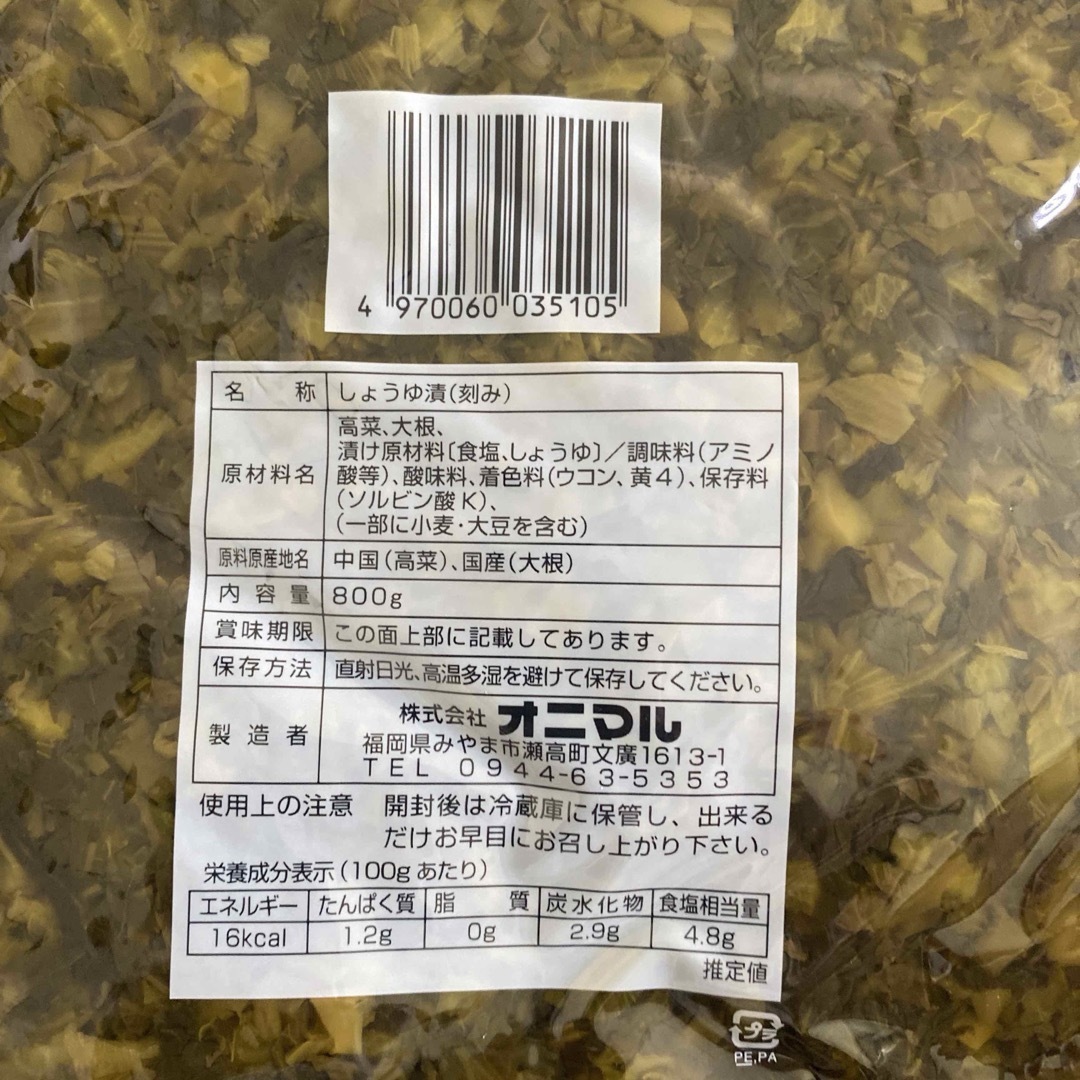 4 970060 035105
名称 しょうゆ漬(刻み)
原材料名 高菜、大根、
漬け原材料〔食塩、しょうゆ〕／調味料(アミノ
酸等)、酸味料、着色料(ウコン、黄4)、保存料
(ソルビン酸K)、
(一部に小麦・大豆を含む)
原料原産地名 中国(高菜)、国産(大根)
内容量 800g
賞味期限 この面上部に記載してあります。
保存方法 直射日光、高温多湿を避けて保存してください。
製造者 株式会社 オニマル
福岡県みやま市瀬高町文廣1613-1
TEL 0944-63-5353
使用上の注意 開封後は冷蔵庫に保管し、出来る
だけお早目にお召し上がり下さい。
栄養成分表示(100gあたり)
エネルギー たんぱく質 脂質 炭水化物 食塩相当量
16kcal 1.2g 0g 2.9g 4.8g
推定値
プラ
PE,PA